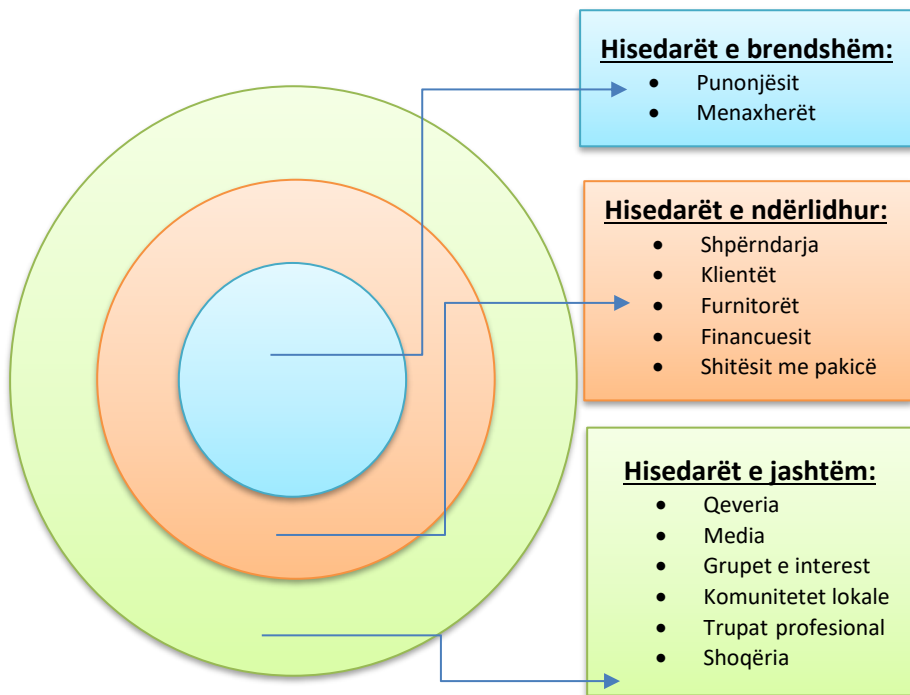 Hisedarët e brendshëm:
• Punonjësit
• Menaxherët
Hisedarët e ndërlidhur:
• Shpërndarja
• Klientët
• Furnitorët
• Financuesit
• Shitësit me pakicë
Hisedarët e jashtëm:
• Qeveria
• Media
• Grupet e interest
• Komunitetet lokale
• Trupat profesional
• Shoqëria